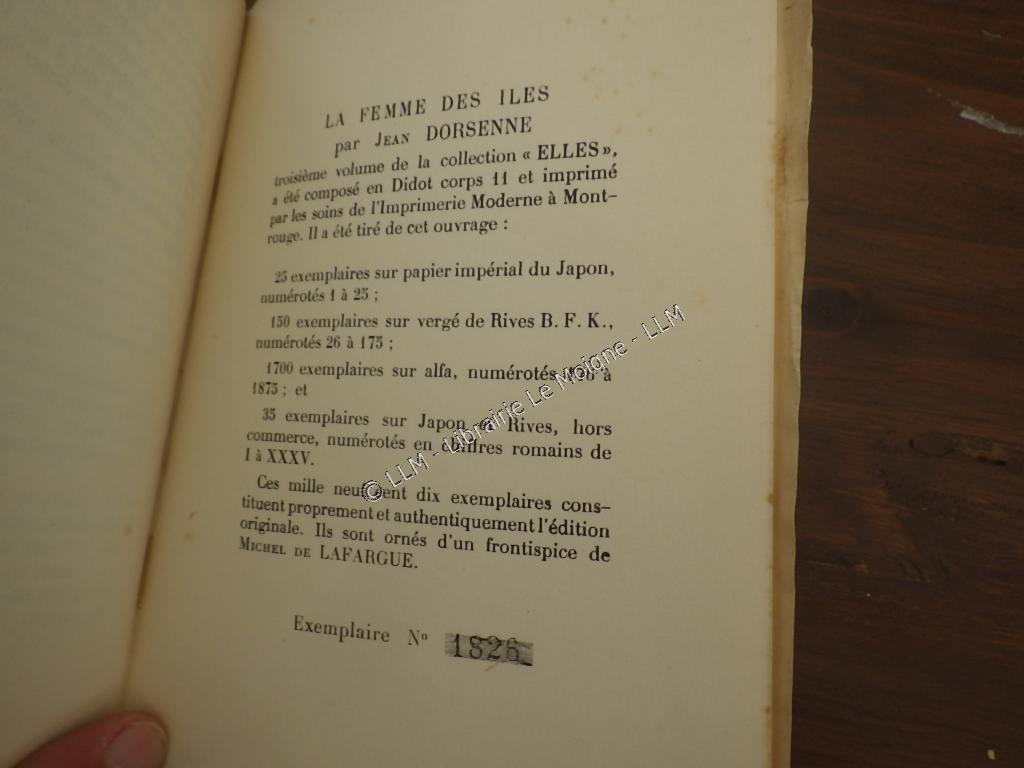 LA FEMME DES ILES
par JEAN DORSENNE
troisième volume de la collection « ELLES »,
a été composé en Didot corps 11 et imprimé
par les soins de l'Imprimerie Moderne à Mont-
rouge. Il a été tiré de cet ouvrage :
25 exemplaires sur papier impérial du Japon,
numérotés 1 à 25 ;
150 exemplaires sur vergé de Rives B. F. K.,
numérotés 26 à 175 ;
1700 exemplaires sur alfa, numérotés à
1875 ; et
35 exemplaires sur Japon et Rives, hors
commerce, numérotés en chiffres romains de
I à XXXV.
Ces mille neuf cent dix exemplaires cons-
tituent proprement et authentiquement l'édition
originale. Ils sont ornés d'un frontispice de
MICHEL DE LAFARGUE.
Exemplaire N° 1826
© LLM - Librairie Le Moigne - LLM